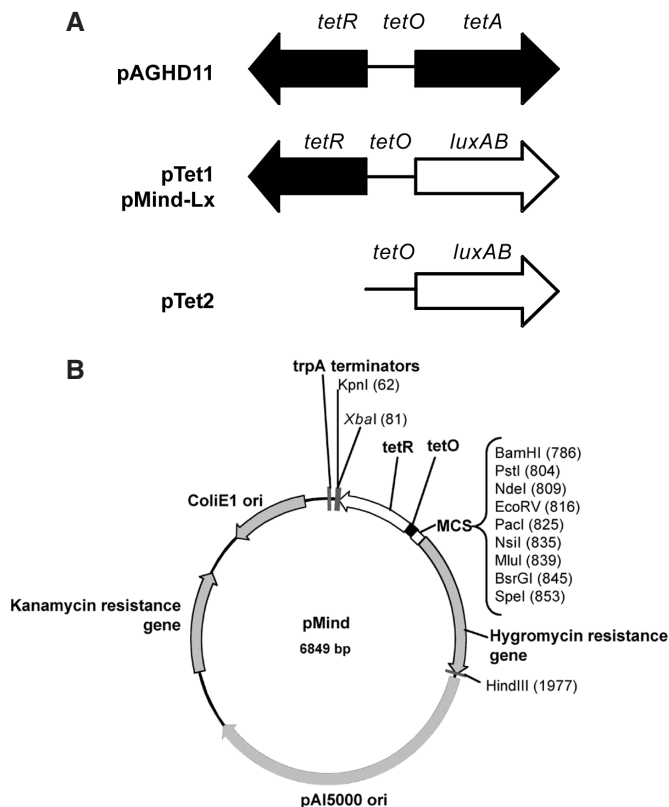 A
tetR tetO tetA
pAGHD11
tetR tetO luxAB
pTet1
pMind-Lx
tetO luxAB
pTet2
B
trpA terminators
KpnI (62)
XbaI (81)
tetR tetO
ColiE1 ori
MCS
BamHI (786)
PstI (804)
NdeI (809)
EcoRV (816)
PacI (825)
NsiI (835)
MluI (839)
BsrGI (845)
SpeI (853)
Kanamycin resistance
gene
pMind
6849 bp
Hygromycin resistance
gene
HindIII (1977)
pAI5000 ori